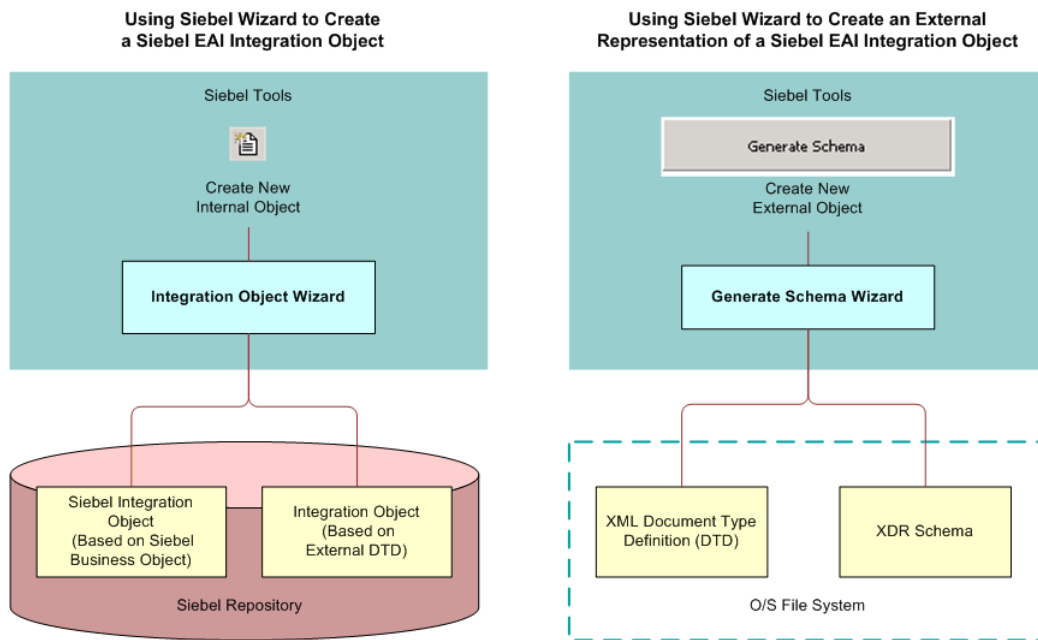 Using Siebel Wizard to Create
a Siebel EAI Integration Object
Siebel Tools
Create New
Internal Object
Integration Object Wizard
Siebel Integration
Object
(Based on Siebel
Business Object)
Integration Object
(Based on
External DTD)
Siebel Repository
Using Siebel Wizard to Create an External
Representation of a Siebel EAI Integration Object
Siebel Tools
Generate Schema
Create New
External Object
Generate Schema Wizard
XML Document Type
Definition (DTD)
XDR Schema
O/S File System